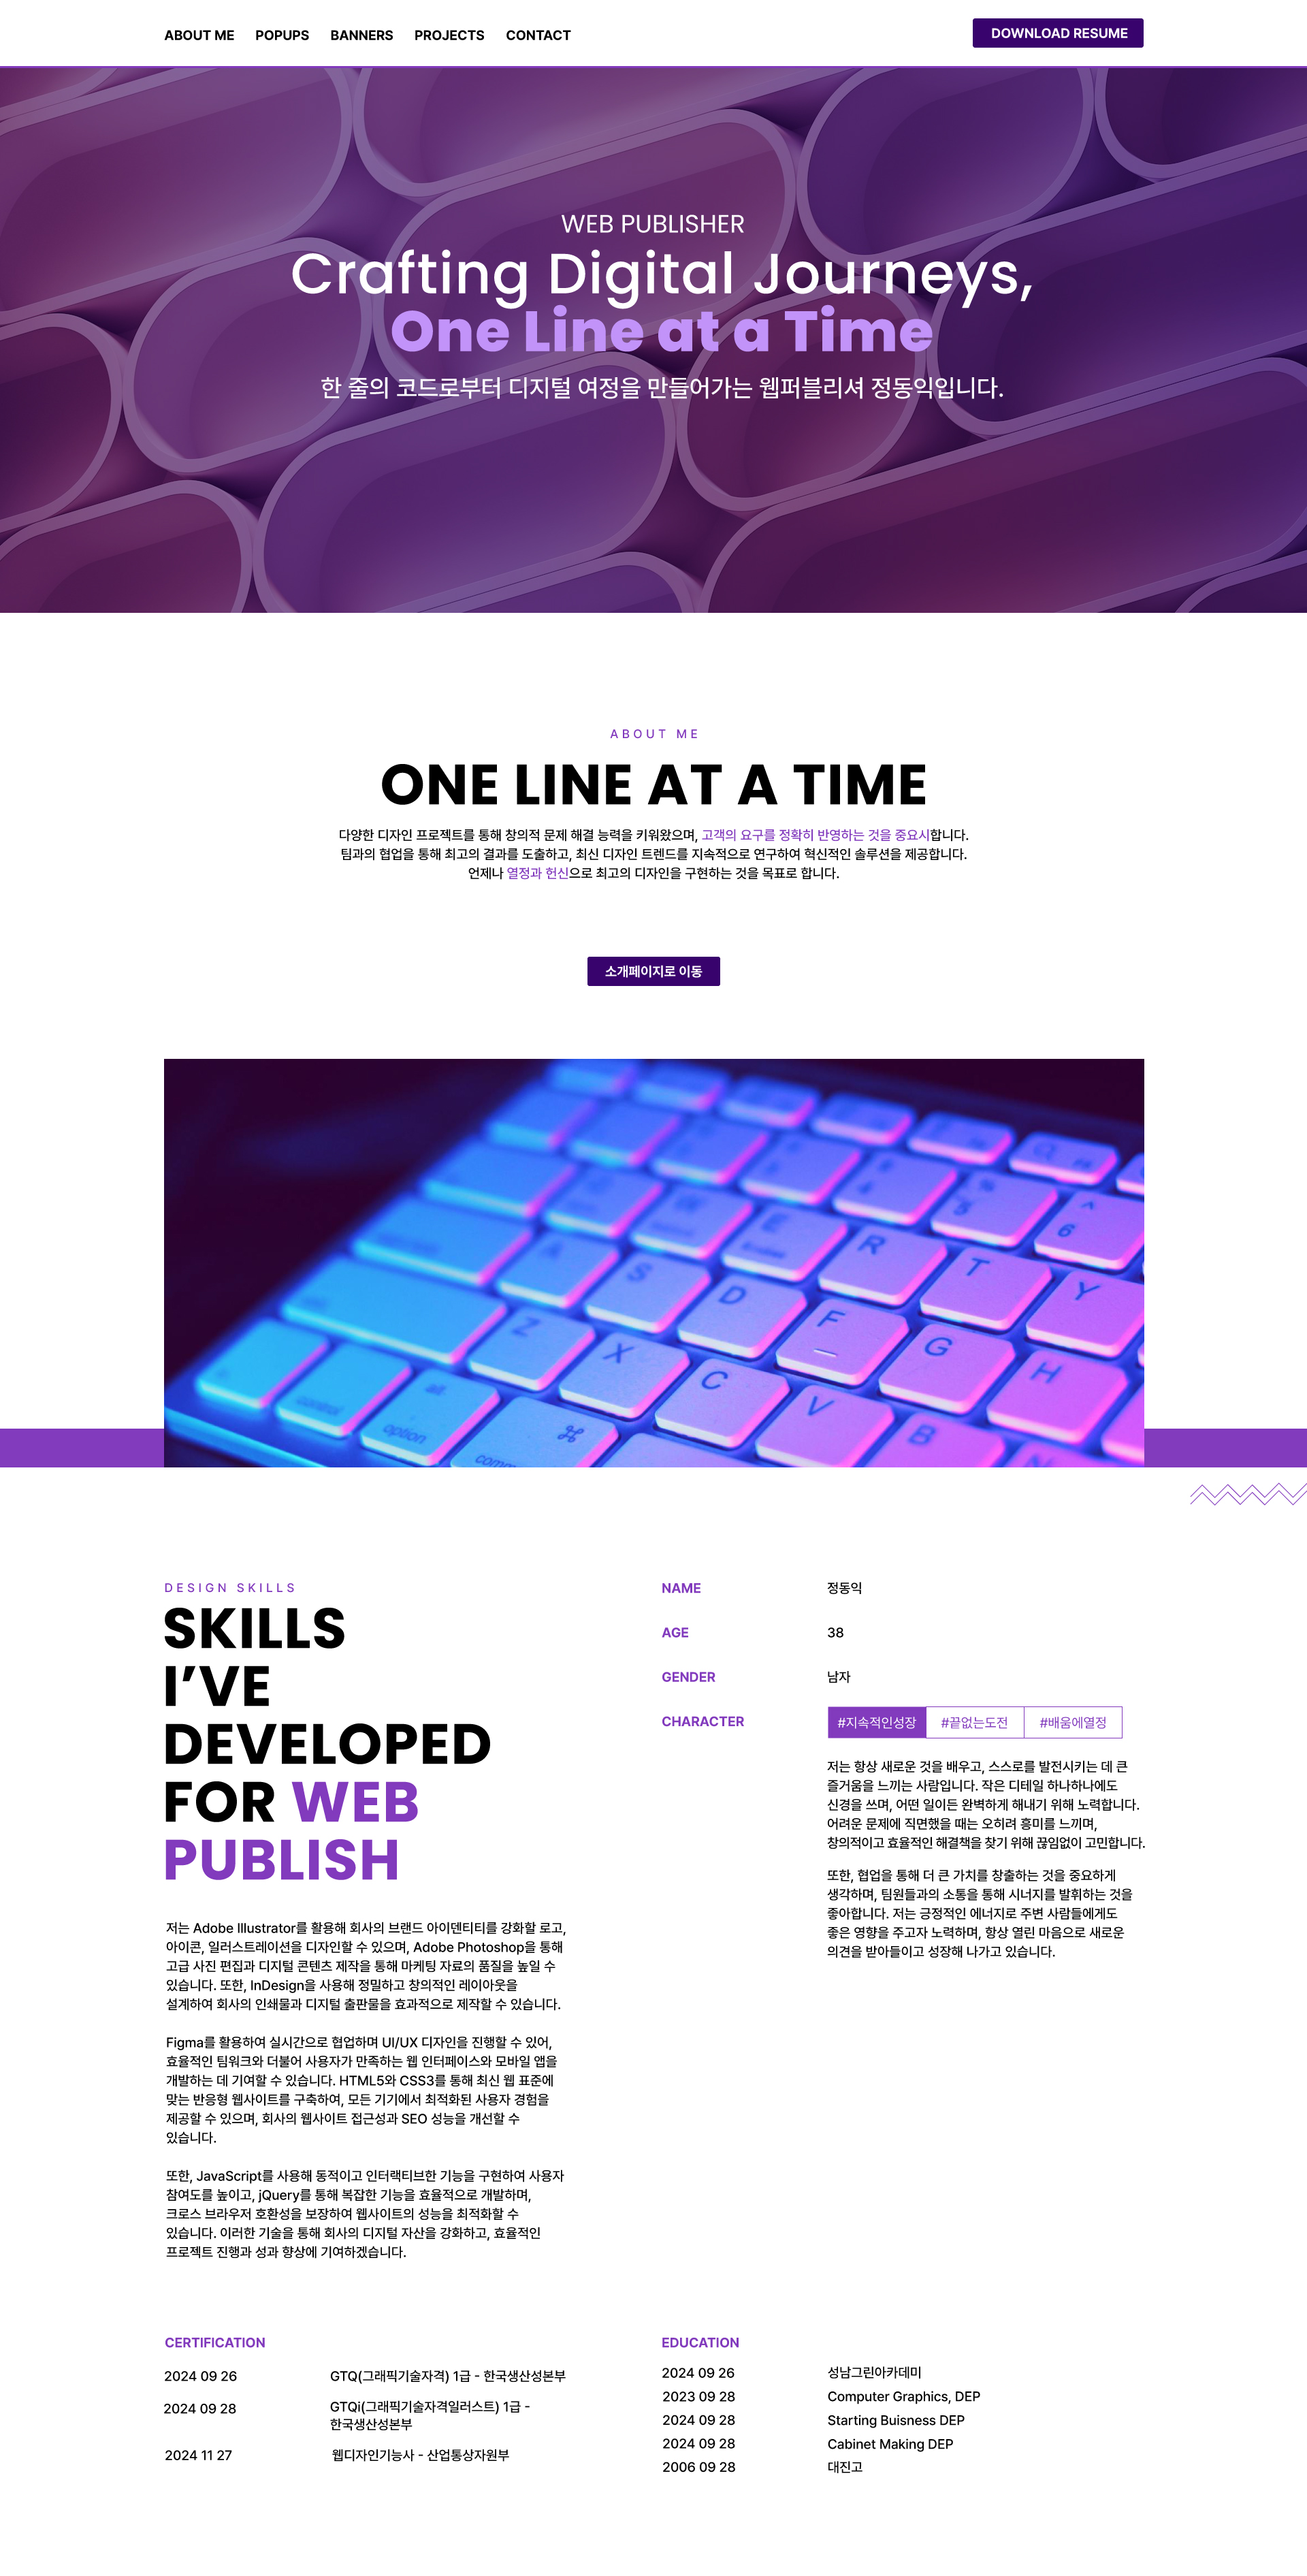 ABOUT ME POPUPS BANNERS PROJECTS CONTACT DOWNLOAD RESUME
WEB PUBLISHER
Crafting Digital Journeys,
One Line at a Time
한 줄의 코드로부터 디지털 여정을 만들어가는 웹퍼블리셔 정동익입니다.
ABOUT ME
ONE LINE AT A TIME
다양한 디자인 프로젝트를 통해 창의적 문제 해결 능력을 키워왔으며, 고객의 요구를 정확히 반영하는 것을 중요시합니다.
팀과의 협업을 통해 최고의 결과를 도출하고, 최신 디자인 트렌드를 지속적으로 연구하여 혁신적인 솔루션을 제공합니다.
언제나 열정과 헌신으로 최고의 디자인을 구현하는 것을 목표로 합니다.
소개페이지로 이동
5 6
W E R T Y
S D F G H
Z X C V B
control option alt ⌘
DESIGN SKILLS
SKILLS
I’VE
DEVELOPED
FOR WEB
PUBLISH
저는 Adobe Illustrator를 활용해 회사의 브랜드 아이덴티티를 강화할 로고,
아이콘, 일러스트레이션을 디자인할 수 있으며, Adobe Photoshop을 통해
고급 사진 편집과 디지털 콘텐츠 제작을 통해 마케팅 자료의 품질을 높일 수
있습니다. 또한, InDesign을 사용해 정밀하고 창의적인 레이아웃을
설계하여 회사의 인쇄물과 디지털 출판물을 효과적으로 제작할 수 있습니다.
Figma를 활용하여 실시간으로 협업하며 UI/UX 디자인을 진행할 수 있어,
효율적인 팀워크와 더불어 사용자가 만족하는 웹 인터페이스와 모바일 앱을
개발하는 데 기여할 수 있습니다. HTML5와 CSS3를 통해 최신 웹 표준에
맞는 반응형 웹사이트를 구축하여, 모든 기기에서 최적화된 사용자 경험을
제공할 수 있으며, 회사의 웹사이트 접근성과 SEO 성능을 개선할 수
있습니다.
또한, JavaScript를 사용해 동적이고 인터랙티브한 기능을 구현하여 사용자
참여도를 높이고, jQuery를 통해 복잡한 기능을 효율적으로 개발하며,
크로스 브라우저 호환성을 보장하여 웹사이트의 성능을 최적화할 수
있습니다. 이러한 기술을 통해 회사의 디지털 자산을 강화하고, 효율적인
프로젝트 진행과 성과 향상에 기여하겠습니다.
NAME 정동익
AGE 38
GENDER 남자
CHARACTER #지속적인성장 #끝없는도전 #배움에열정
저는 항상 새로운 것을 배우고, 스스로를 발전시키는 데 큰
즐거움을 느끼는 사람입니다. 작은 디테일 하나하나에도
신경을 쓰며, 어떤 일이든 완벽하게 해내기 위해 노력합니다.
어려운 문제에 직면했을 때는 오히려 흥미를 느끼며,
창의적이고 효율적인 해결책을 찾기 위해 끊임없이 고민합니다.
또한, 협업을 통해 더 큰 가치를 창출하는 것을 중요하게
생각하며, 팀원들과의 소통을 통해 시너지를 발휘하는 것을
좋아합니다. 저는 긍정적인 에너지로 주변 사람들에게도
좋은 영향을 주고자 노력하며, 항상 열린 마음으로 새로운
의견을 받아들이고 성장해 나가고 있습니다.
CERTIFICATION
2024 09 26 GTQ(그래픽기술자격) 1급 - 한국생산성본부
2024 09 28 GTQi(그래픽기술자격일러스트) 1급 -
한국생산성본부
2024 11 27 웹디자인기능사 - 산업통상자원부
EDUCATION
2024 09 26 성남그린아카데미
2023 09 28 Computer Graphics, DEP
2024 09 28 Starting Buisness DEP
2024 09 28 Cabinet Making DEP
2006 09 28 대진고